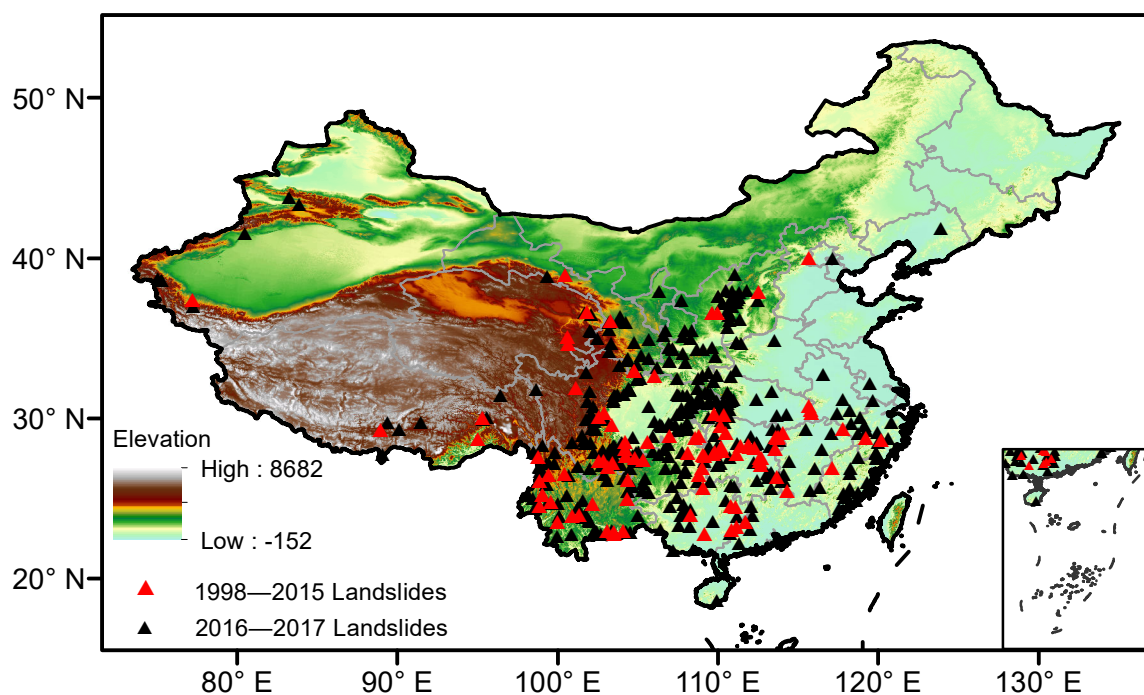 50° N
40° N
30° N
20° N
Elevation
High : 8682
Low : -152
1998—2015 Landslides
2016—2017 Landslides
80° E
90° E
100° E
110° E
120° E
130° E